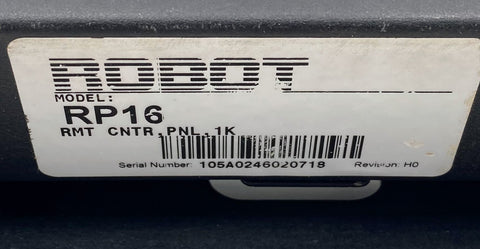 ROBOT
MODEL:
RP16
RMT CNTR,PNL,1K
Serial Number: 105A0246020718 Revision: H0